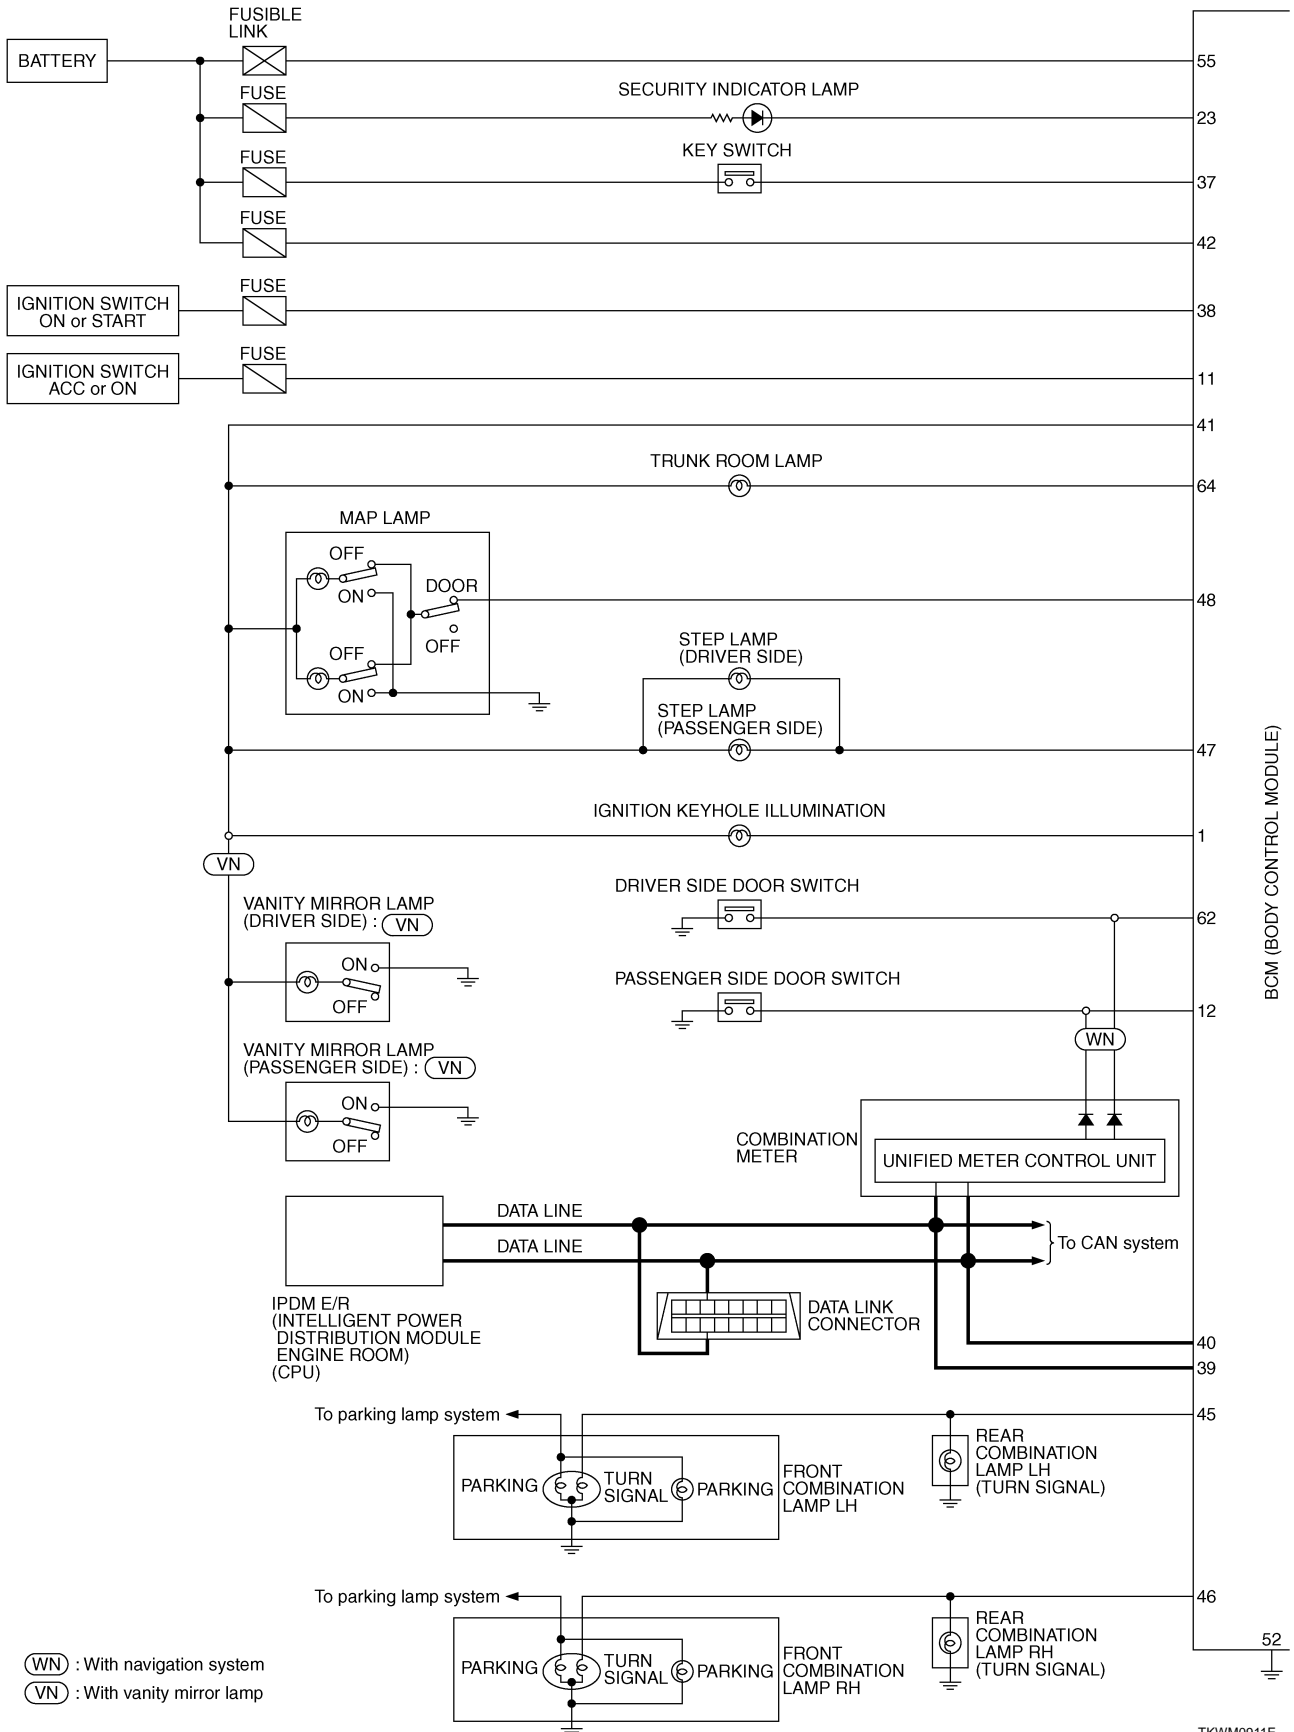 FUSIBLE
LINK
BATTERY
55
FUSE
SECURITY INDICATOR LAMP
23
FUSE
KEY SWITCH
37
FUSE
42
FUSE
IGNITION SWITCH
ON or START
38
FUSE
IGNITION SWITCH
ACC or ON
11
41
TRUNK ROOM LAMP
64
MAP LAMP
OFF
ON
DOOR
OFF
48
OFF
ON
STEP LAMP
(DRIVER SIDE)
STEP LAMP
(PASSENGER SIDE)
47
BCM (BODY CONTROL MODULE)
IGNITION KEYHOLE ILLUMINATION
1
VN
DRIVER SIDE DOOR SWITCH
62
VANITY MIRROR LAMP
(DRIVER SIDE) : VN
ON
OFF
PASSENGER SIDE DOOR SWITCH
12
WN
VANITY MIRROR LAMP
(PASSENGER SIDE) : VN
ON
OFF
COMBINATION
METER
UNIFIED METER CONTROL UNIT
DATA LINE
DATA LINE
To CAN system
IPDM E/R
(INTELLIGENT POWER
DISTRIBUTION MODULE
ENGINE ROOM)
(CPU)
DATA LINK
CONNECTOR
40
39
To parking lamp system
45
PARKING
TURN
SIGNAL
PARKING
FRONT
COMBINATION
LAMP LH
REAR
COMBINATION
LAMP LH
(TURN SIGNAL)
To parking lamp system
46
PARKING
TURN
SIGNAL
PARKING
FRONT
COMBINATION
LAMP RH
REAR
COMBINATION
LAMP RH
(TURN SIGNAL)
52
WN : With navigation system
VN : With vanity mirror lamp